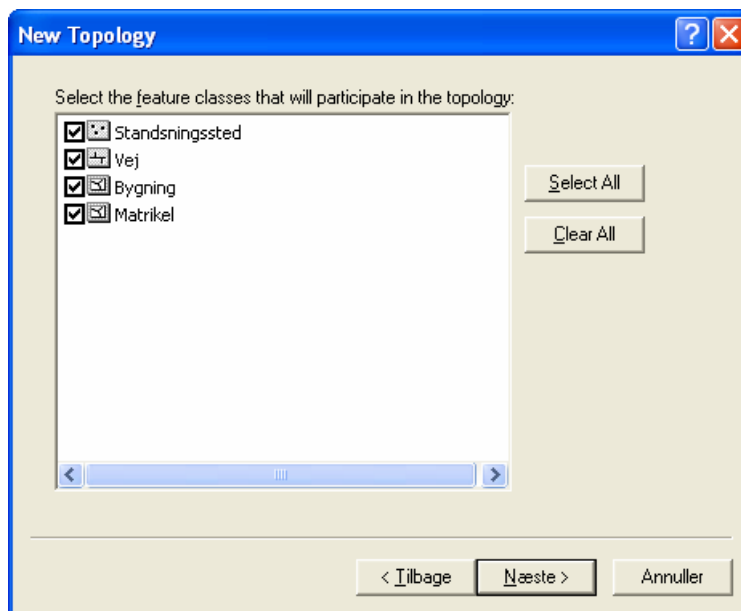 New Topology
Select the feature classes that will participate in the topology:
Standsningssted
Vej
Bygning
Matrikel
Select All
Clear All
< Tilbage
Næste >
Annuller